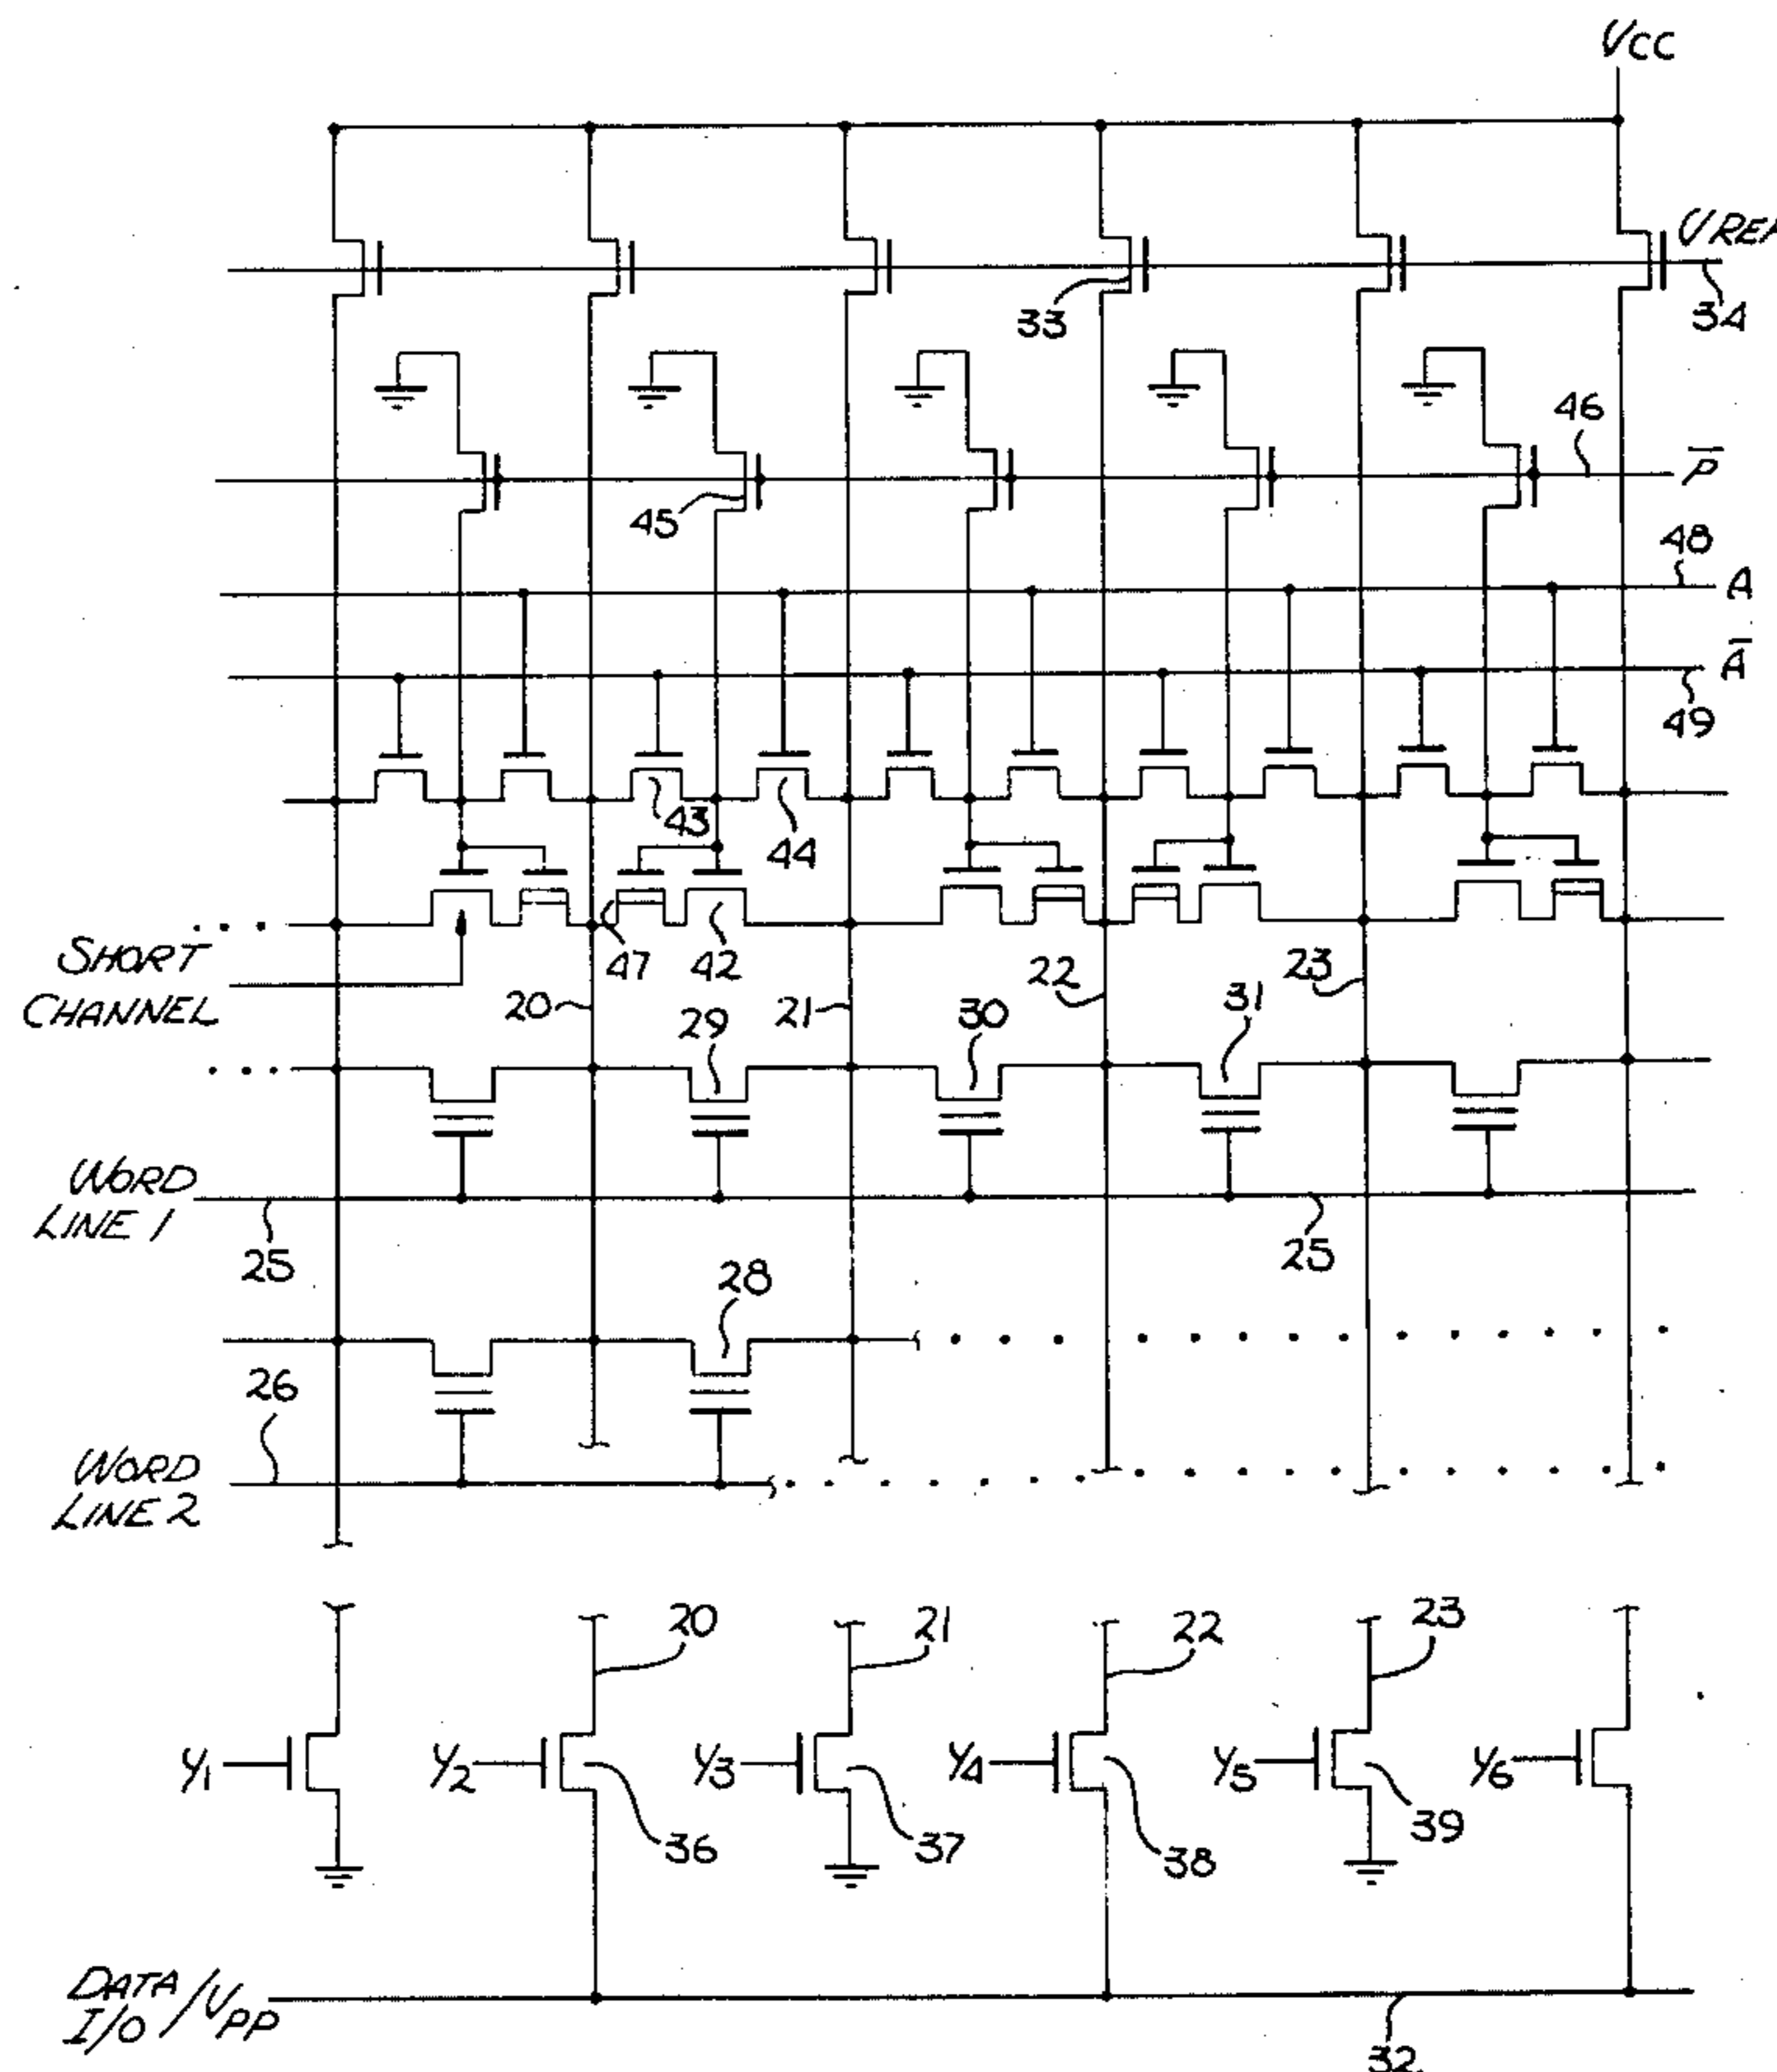 VCC
VREF
33
34
46
P̅
45
48
A
A̅
49
43
44
SHORT
CHANNEL
47
42
22
23
20
21
29
30
31
WORD
LINE 1
25
25
28
26
WORD
LINE 2
20
21
22
23
Y1
Y2
Y3
Y4
Y5
Y6
36
37
38
39
DATA
I/O / VPP
32